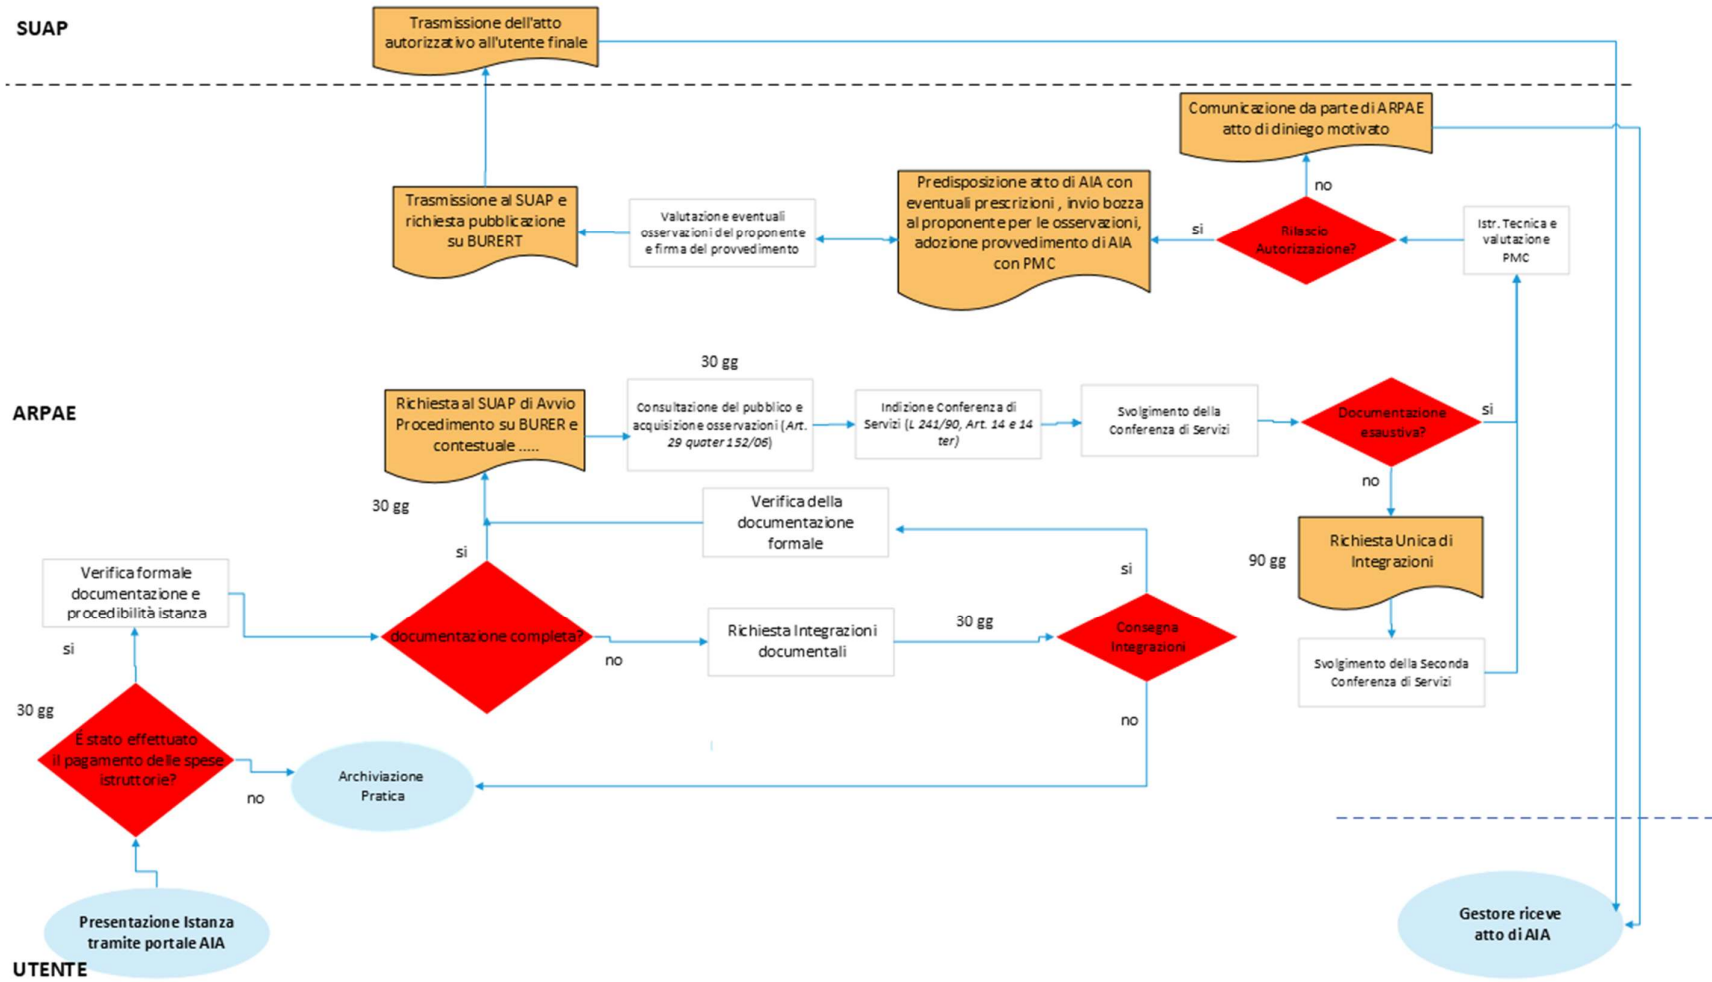 SUAP
Trasmissione dell'atto
autorizzativo all'utente finale
Comunicazione da parte di ARPAE
atto di diniego motivato
no
Trasmissione al SUAP e
richiesta pubblicazione
su BURERT
Valutazione eventuali
osservazioni del proponente
e firma del provvedimento
Predisposizione atto di AIA con
eventuali prescrizioni , invio bozza
al proponente per le osservazioni,
adozione provvedimento di AIA
con PMC
si
Rilascio
Autorizzazione?
Istr. Tecnica e
valutazione
PMC
30 gg
ARPAE
Richiesta al SUAP di Avvio
Procedimento su BURER e
contestuale .....
Consultazione del pubblico e
acquisizione osservazioni (Art.
29 quater 152/06)
Indizione Conferenza di
Servizi (L 241/90, Art. 14 e 14
ter)
Svolgimento della
Conferenza di Servizi
Documentazione
esaustiva?
si
no
30 gg
Verifica della
documentazione
formale
Richiesta Unica di
Integrazioni
90 gg
si
si
Verifica formale
documentazione e
procedibilità istanza
documentazione completa?
no
Richiesta Integrazioni
documentali
30 gg
Consegna
Integrazioni
Svolgimento della Seconda
Conferenza di Servizi
si
30 gg
no
È stato effettuato
il pagamento delle spese
istruttorie?
no
Archiviazione
Pratica
Presentazione Istanza
tramite portale AIA
Gestore riceve
atto di AIA
UTENTE